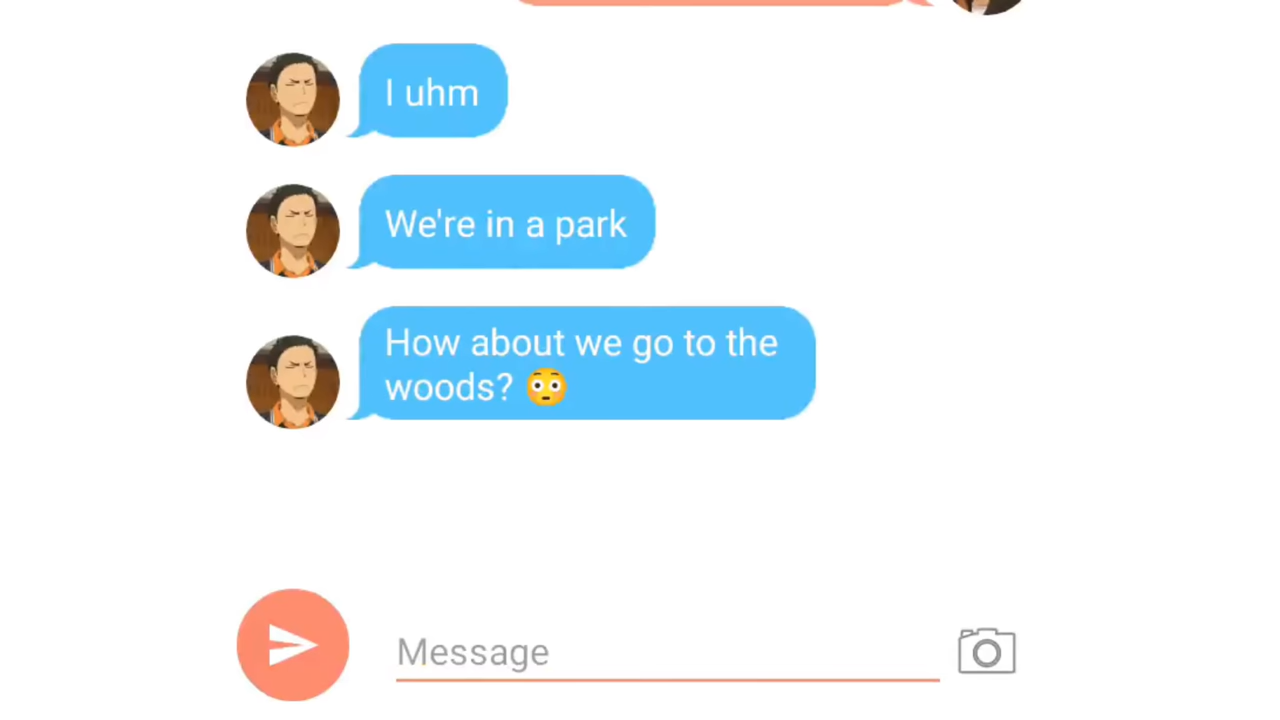 I uhm
We're in a park
How about we go to the
woods? 😳
Message